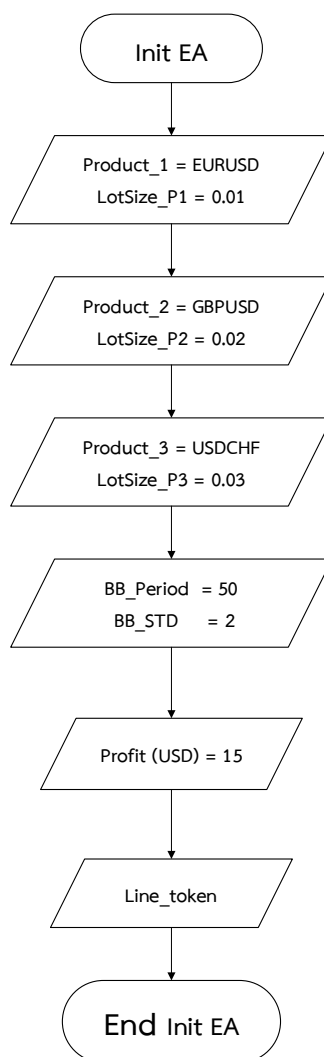 Init EA
Product_1 = EURUSD
LotSize_P1 = 0.01
Product_2 = GBPUSD
LotSize_P2 = 0.02
Product_3 = USDCHF
LotSize_P3 = 0.03
BB_Period = 50
BB_STD = 2
Profit (USD) = 15
Line_token
End Init EA